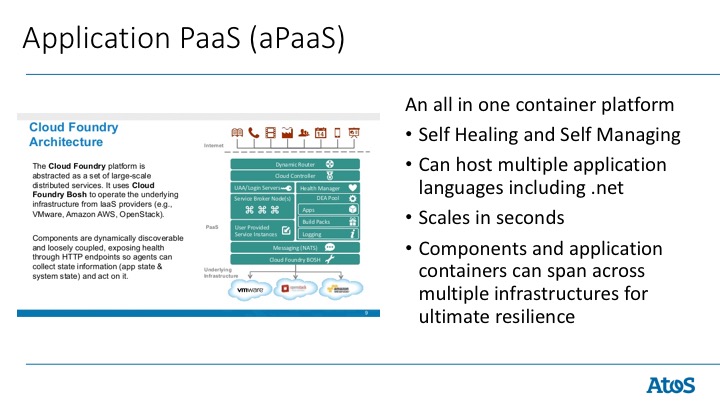 Application PaaS (aPaaS)
Cloud Foundry
Architecture
The Cloud Foundry platform is
abstracted as a set of large-scale
distributed services. It uses Cloud
Foundry Bosh to operate the underlying
infrastructure from IaaS providers (e.g.,
VMware, Amazon AWS, OpenStack).
Components are dynamically discoverable
and loosely coupled, exposing health
through HTTP endpoints so agents can
collect state information (app state &
system state) and act on it.
Internet
14
Dynamic Router
Cloud Controller
UAA/Login Servers
Health Manager
Service Broker Node(s)
DEA Pool
Apps
Build Packs
Logging
PaaS
User Provided
Service Instances
Messaging (NATS)
Cloud Foundry BOSH
Underlying
Infrastructure
vmware
openstack
9
An all in one container platform
• Self Healing and Self Managing
• Can host multiple application
languages including .net
• Scales in seconds
• Components and application
containers can span across
multiple infrastructures for
ultimate resilience
Atos